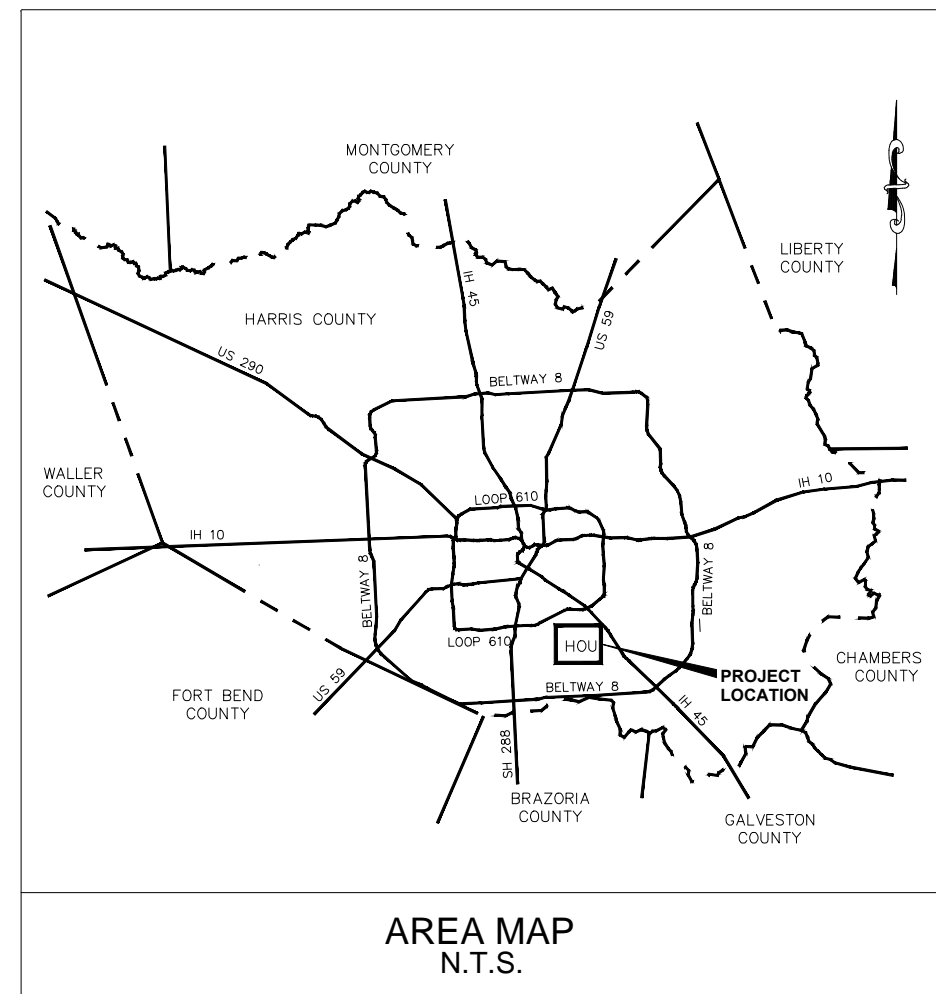 MONTGOMERY
COUNTY
LIBERTY
COUNTY
IH 45
HARRIS COUNTY
US 59
US 290
BELTWAY 8
WALLER
COUNTY
LOOP 610
IH 10
IH 10
BELTWAY 8
BELTWAY 8
LOOP 610
HOU
CHAMBERS
COUNTY
PROJECT
LOCATION
FORT BEND
COUNTY
US 59
BELTWAY 8
IH 45
SH 288
BRAZORIA
COUNTY
GALVESTON
COUNTY
AREA MAP
N.T.S.